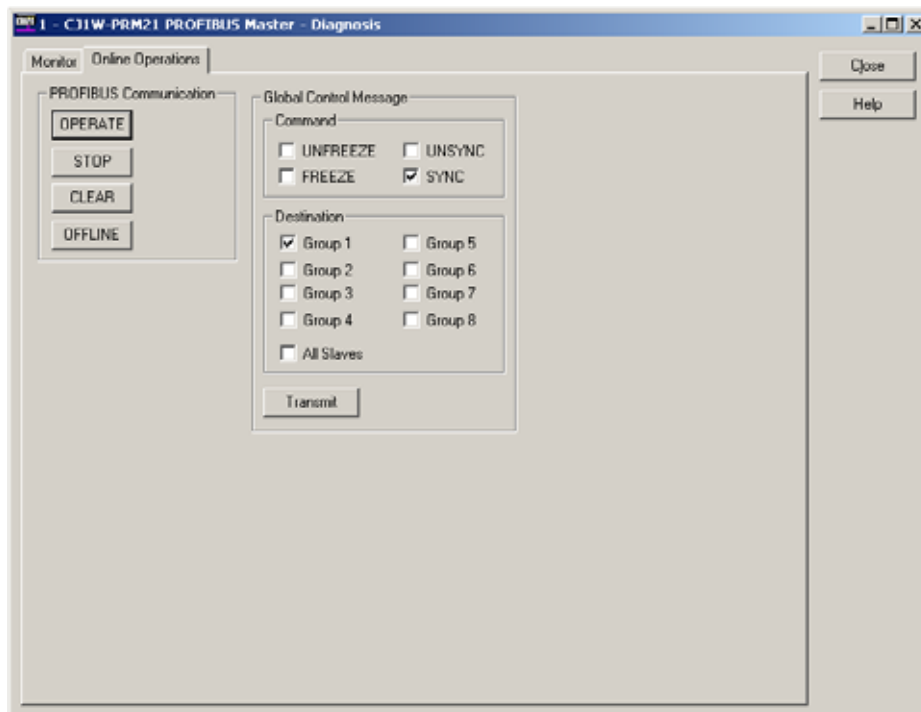 1 - CJ1W-PRM21 PROFIBUS Master - Diagnosis
Monitor Online Operations
Close
Help
PROFIBUS Communication
OPERATE
STOP
CLEAR
OFFLINE
Global Control Message
Command
UNFREEZE UNSYNC
FREEZE SYNC
Destination
Group 1 Group 5
Group 2 Group 6
Group 3 Group 7
Group 4 Group 8
All Slaves
Transmit